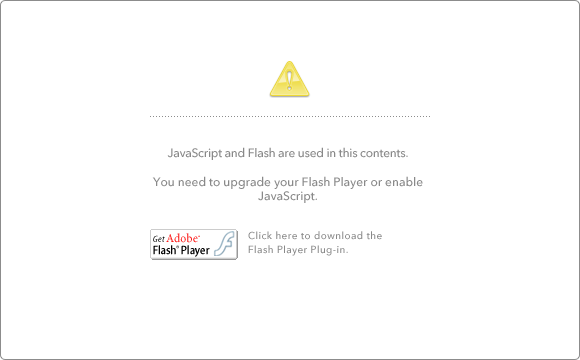 JavaScript and Flash are used in this contents.
You need to upgrade your Flash Player or enable
JavaScript.
Get Adobe®
Flash® Player
Click here to download the
Flash Player Plug-in.